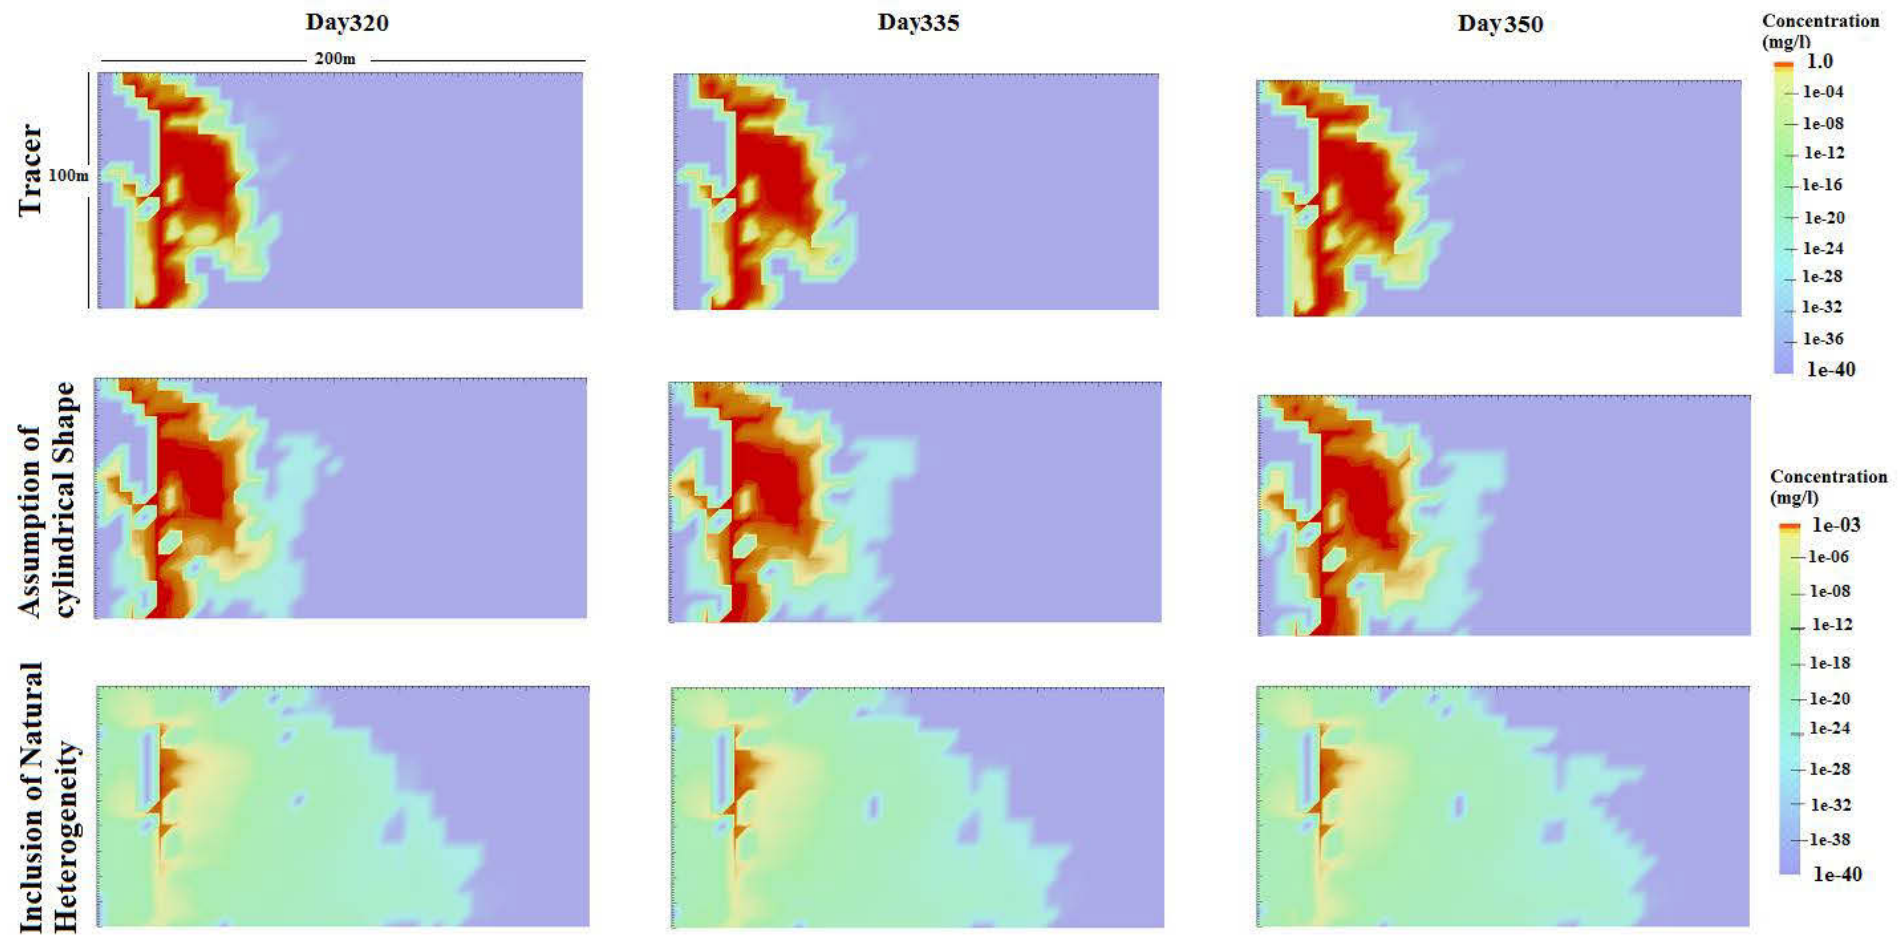 Day320
Day335
Day350
Concentration
(mg/l)
200m
1.0
1e-04
1e-08
1e-12
1e-16
1e-20
1e-24
1e-28
1e-32
1e-36
1e-40
Tracer
100m
Assumption of
cylindrical Shape
Concentration
(mg/l)
1e-03
1e-06
1e-08
1e-12
1e-18
1e-20
1e-24
1e-28
1e-32
1e-38
1e-40
Inclusion of Natural
Heterogeneity